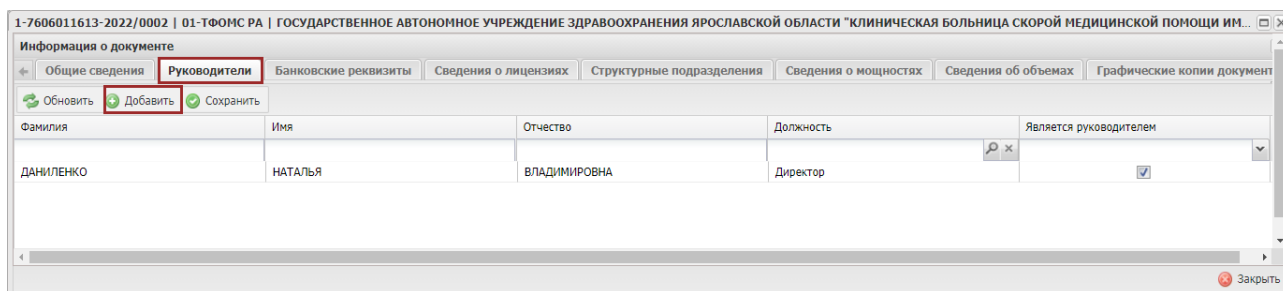 1-7606011613-2022/0002 | 01-ТФОМС РА | ГОСУДАРСТВЕННОЕ АВТОНОМНОЕ УЧРЕЖДЕНИЕ ЗДРАВООХРАНЕНИЯ ЯРОСЛАВСКОЙ ОБЛАСТИ "КЛИНИЧЕСКАЯ БОЛЬНИЦА СКОРОЙ МЕДИЦИНСКОЙ ПОМОЩИ ИМ...
Информация о документе
Общие сведения Руководители Банковские реквизиты Сведения о лицензиях Структурные подразделения Сведения о мощностях Сведения об объемах Графические копии документ
Обновить Добавить Сохранить
Фамилия Имя Отчество Должность Является руководителем
ДАНИЛЕНКО НАТАЛЬЯ ВЛАДИМИРОВНА Директор
Закрыть